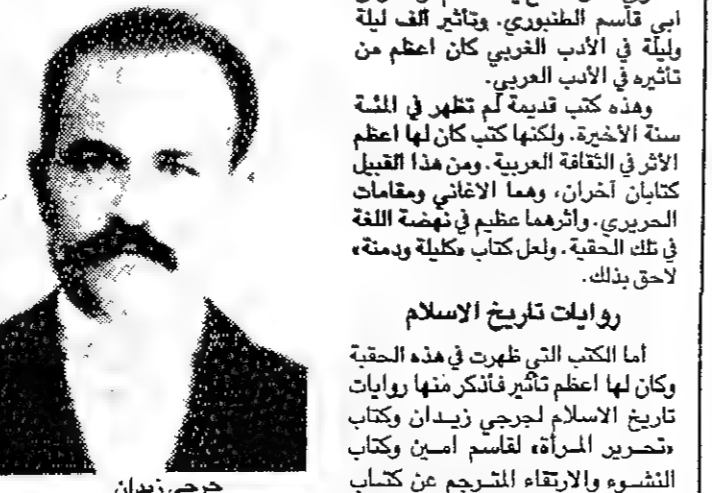 ابي قاسم الطنبوري. وتأثير الف ليلة
وليلة في الأدب الغربي كان اعظم من
تأثيره في الأدب العربي.
وهذه كتب قديمة لم تظهر في المئة
سنة الأخيرة. ولكنها كتب كان لها اعظم
الأثر في الثقافة العربية. ومن هذا القبيل
كتابان آخران، وهما الاغاني ومقامات
الحريري. وأثرهما عظيم في نهضة اللغة
في تلك الحقبة. ولعل كتاب «كليلة ودمنة»
لاحق بذلك.
روايات تاريخ الاسلام
أما الكتب التي ظهرت في هذه الحقبة
وكان لها اعظم تأثير فأذكر منها روايات
تاريخ الاسلام لجرجي زيدان وكتاب
«تحرير المرأة» لقاسم امين وكتاب
النشوء والارتقاء المترجم عن كتاب
جرجي زيدان